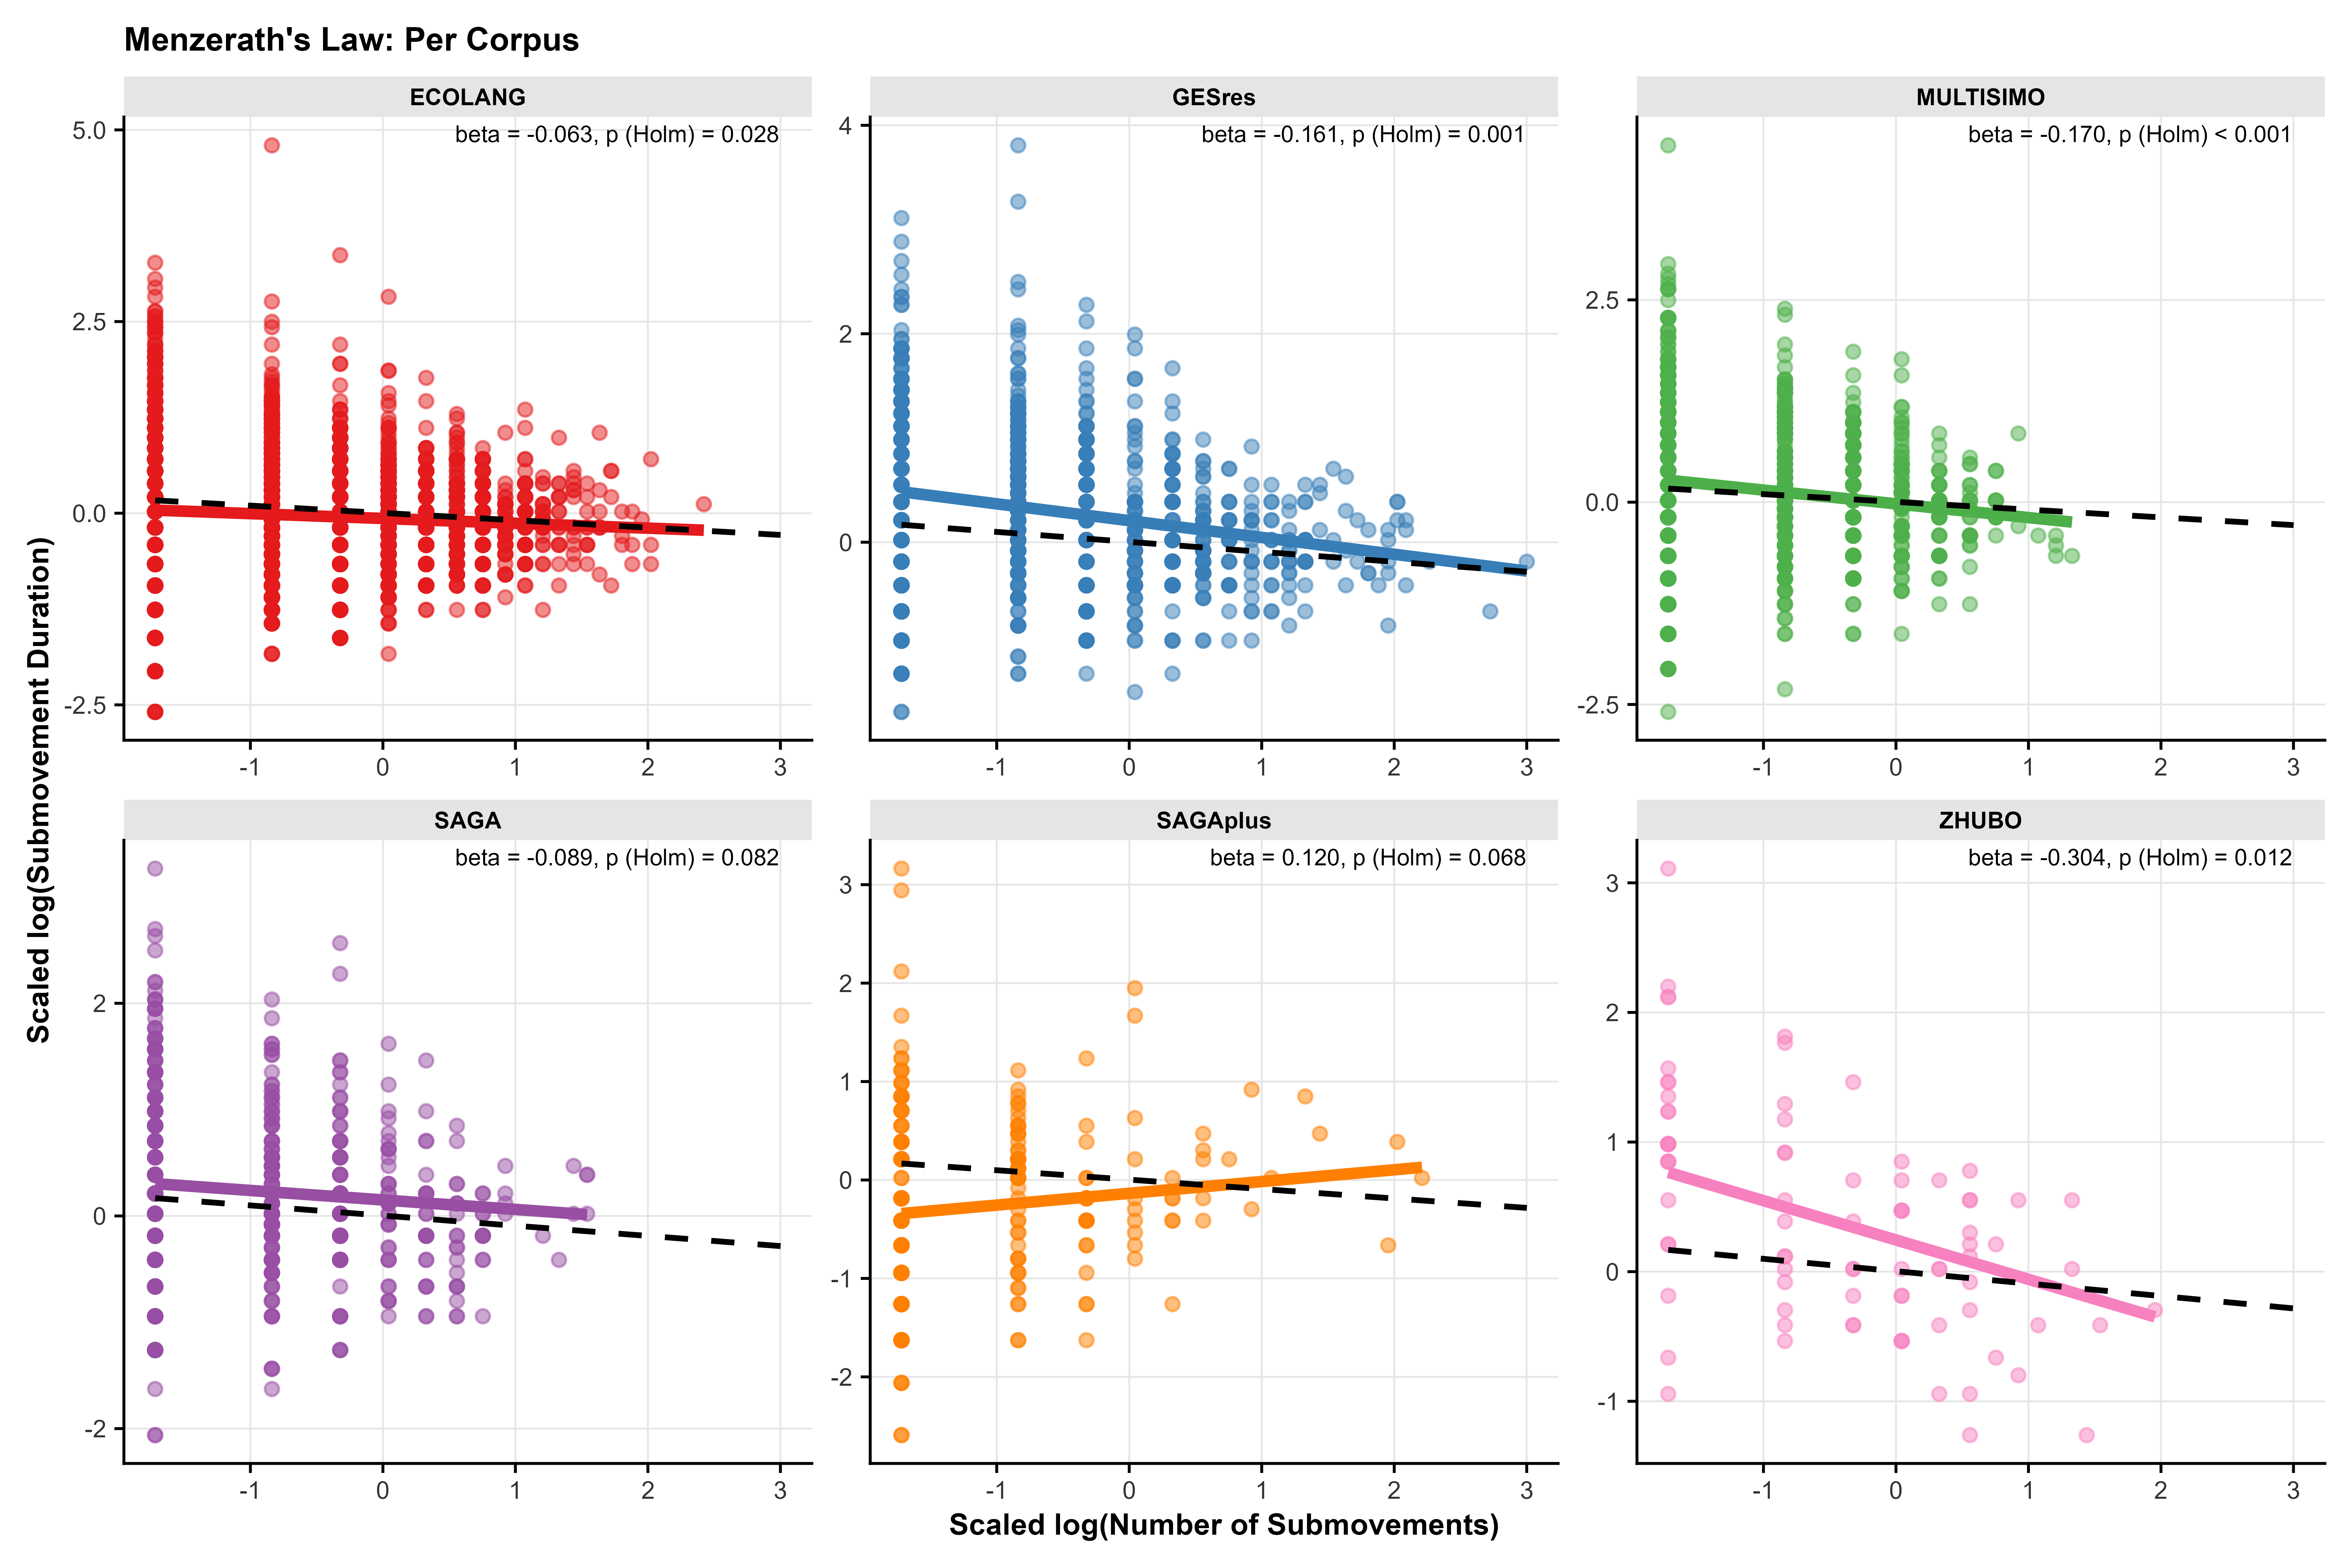 Menzerath's Law: Per Corpus
ECOLANG
GESres
MULTISIMO
beta = -0.063, p (Holm) = 0.028
beta = -0.161, p (Holm) = 0.001
beta = -0.170, p (Holm) < 0.001
5.0
2.5
0.0
-2.5
4
2
0
2.5
0.0
-2.5
-1 0 1 2 3
-1 0 1 2 3
-1 0 1 2 3
SAGA
SAGAplus
ZHUBO
beta = -0.089, p (Holm) = 0.082
beta = 0.120, p (Holm) = 0.068
beta = -0.304, p (Holm) = 0.012
2
0
-2
3
2
1
0
-1
-2
3
2
1
0
-1
-1 0 1 2 3
-1 0 1 2 3
-1 0 1 2 3
Scaled log(Submovement Duration)
Scaled log(Number of Submovements)